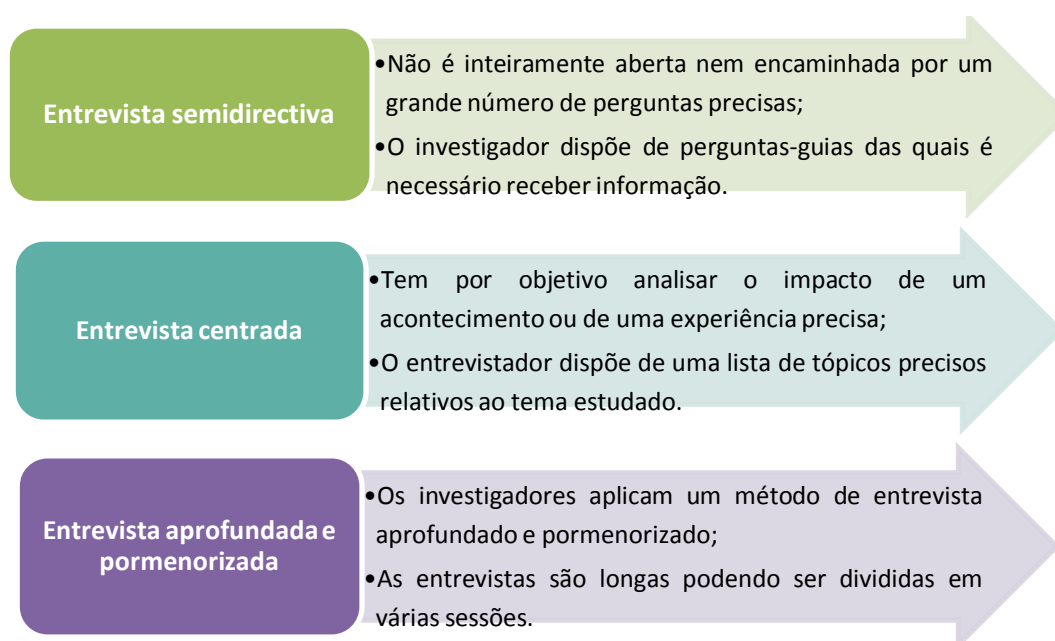 Entrevista semidirectiva
•Não é inteiramente aberta nem encaminhada por um
grande número de perguntas precisas;
•O investigador dispõe de perguntas-guias das quais é
necessário receber informação.
Entrevista centrada
•Tem por objetivo analisar o impacto de um
acontecimento ou de uma experiência precisa;
•O entrevistador dispõe de uma lista de tópicos precisos
relativos ao tema estudado.
Entrevista aprofundada e
pormenorizada
•Os investigadores aplicam um método de entrevista
aprofundado e pormenorizado;
•As entrevistas são longas podendo ser divididas em
várias sessões.